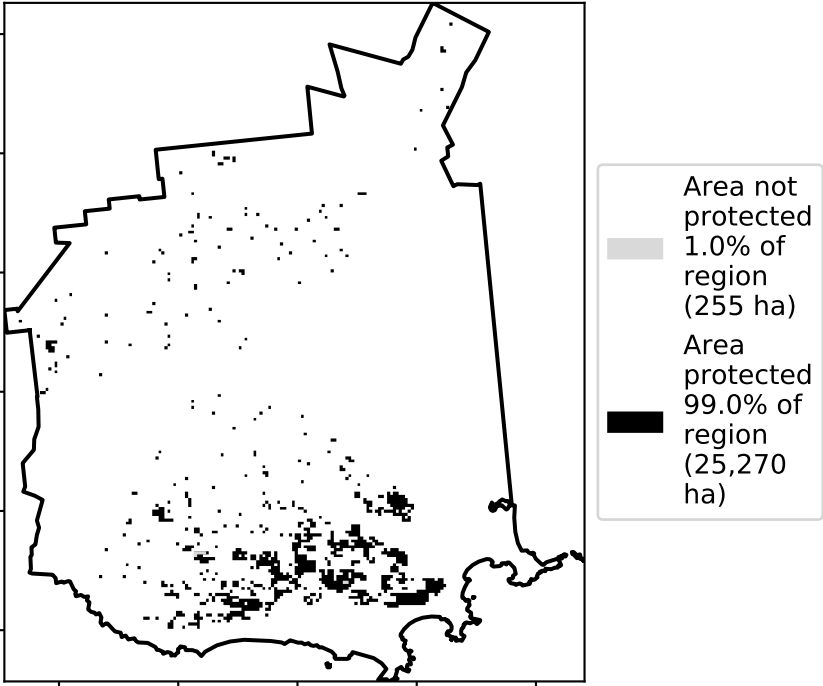 Area not
protected
1.0% of
region
(255 ha)
Area
protected
99.0% of
region
(25,270
ha)